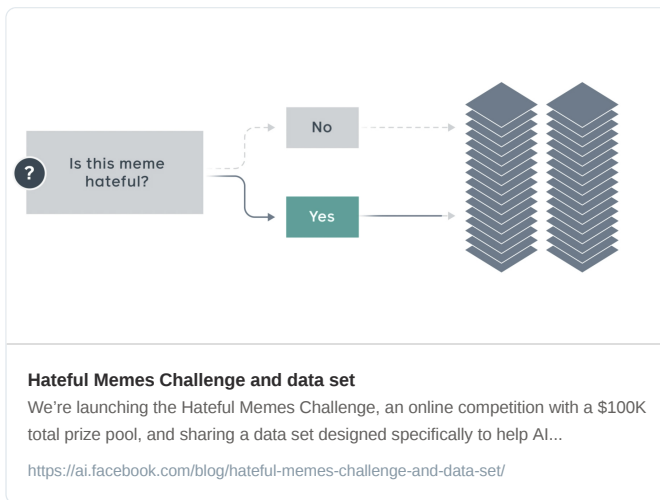 Is this meme
hateful?
?
No
Yes
Hateful Memes Challenge and data set
We’re launching the Hateful Memes Challenge, an online competition with a $100K
total prize pool, and sharing a data set designed specifically to help AI...
https://ai.facebook.com/blog/hateful-memes-challenge-and-data-set/